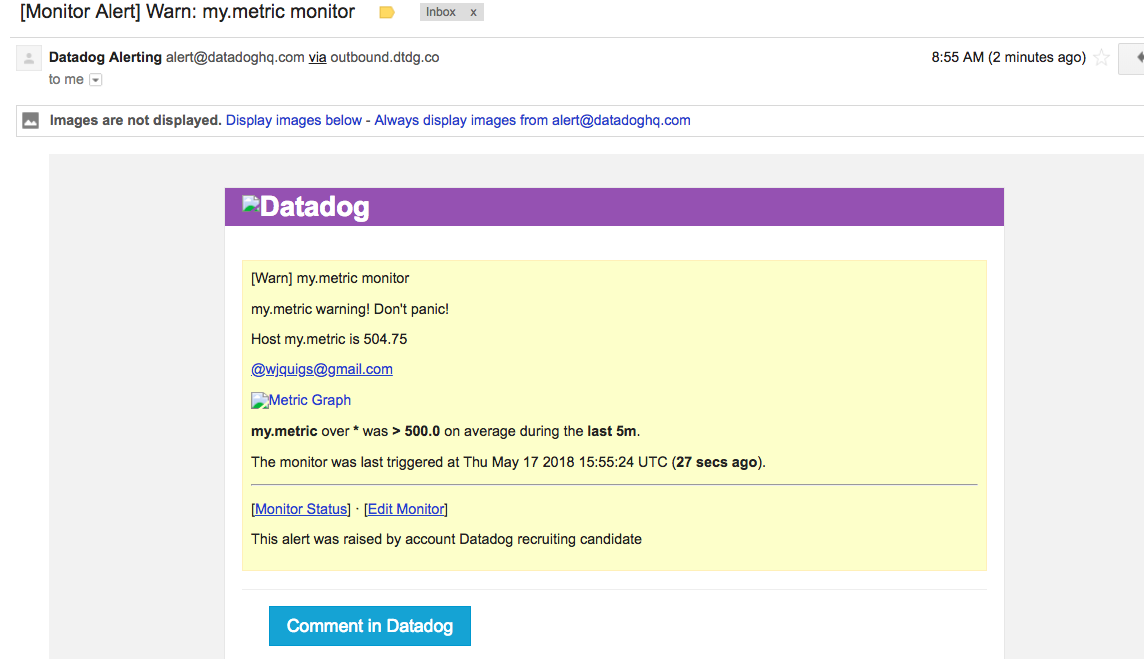 [Monitor Alert] Warn: my.metric monitor Inbox x
Datadog Alerting alert@datadoghq.com via outbound.dtdg.co 8:55 AM (2 minutes ago)
to me
Images are not displayed. Display images below - Always display images from alert@datadoghq.com
Datadog
[Warn] my.metric monitor
my.metric warning! Don't panic!
Host my.metric is 504.75
@wjquigs@gmail.com
Metric Graph
my.metric over * was > 500.0 on average during the last 5m.
The monitor was last triggered at Thu May 17 2018 15:55:24 UTC (27 secs ago).
[Monitor Status] · [Edit Monitor]
This alert was raised by account Datadog recruiting candidate
Comment in Datadog